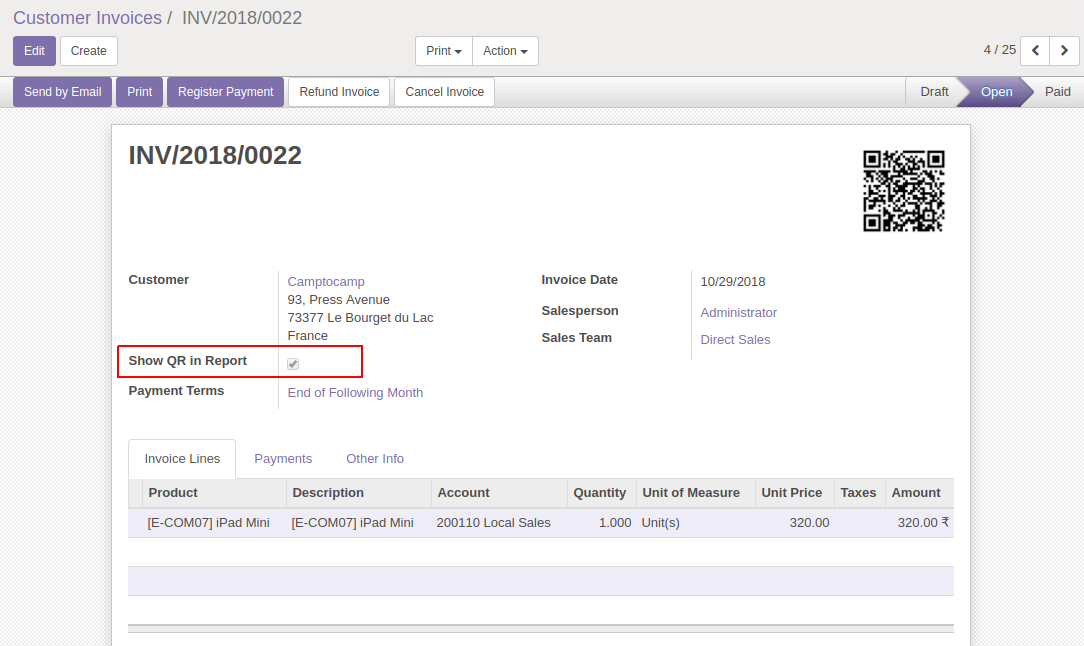 Customer Invoices / INV/2018/0022
Edit Create Print Action 4 / 25
Send by Email Print Register Payment Refund Invoice Cancel Invoice Draft Open Paid
INV/2018/0022
Customer Camptocamp Invoice Date 10/29/2018
93, Press Avenue
73377 Le Bourget du Lac Salesperson Administrator
France Sales Team Direct Sales
Show QR in Report
Payment Terms End of Following Month
Invoice Lines Payments Other Info
Product Description Account Quantity Unit of Measure Unit Price Taxes Amount
[E-COM07] iPad Mini [E-COM07] iPad Mini 200110 Local Sales 1.000 Unit(s) 320.00 320.00 ₹